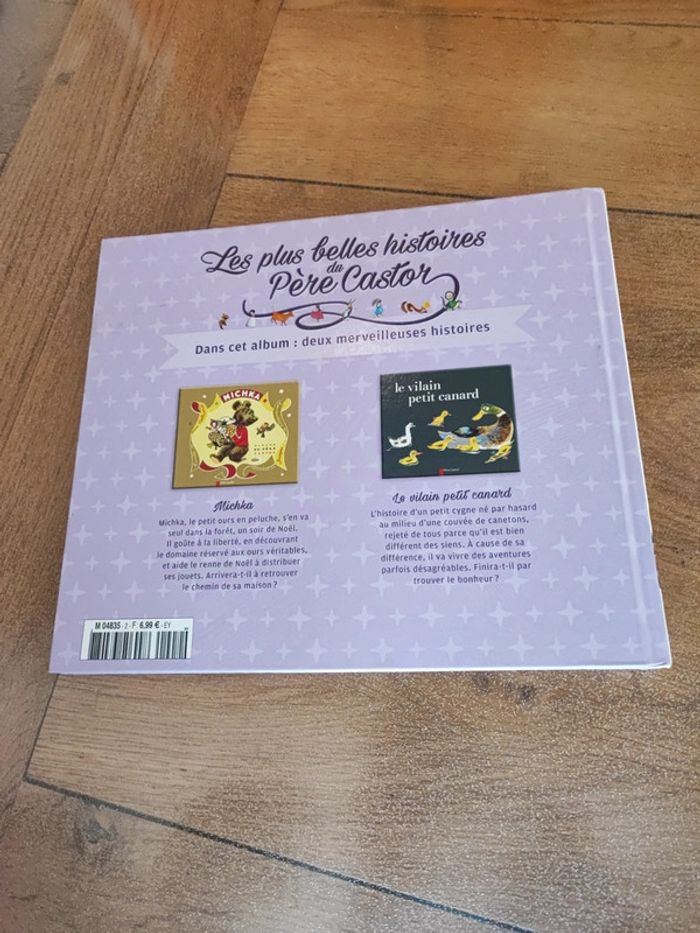 Les plus belles histoires
du
Père Castor
Dans cet album : deux merveilleuses histoires
MICHKA
le vilain
petit canard
Michka
Michka, le petit ours en peluche, s'en va
seul dans la forêt, un soir de Noël.
Il goûte à la liberté, en découvrant
le domaine réservé aux ours véritables,
et aide le renne de Noël à distribuer
ses jouets. Arrivera-t-il à retrouver
le chemin de sa maison ?
Le vilain petit canard
L'histoire d'un petit cygne né par hasard
au milieu d'une couvée de canetons,
rejeté de tous parce qu'il est bien
différent des siens. À cause de sa
différence, il va vivre des aventures
parfois désagréables. Finira-t-il par
trouver le bonheur ?
M 04835 - 2 - F: 6,99 € - EY